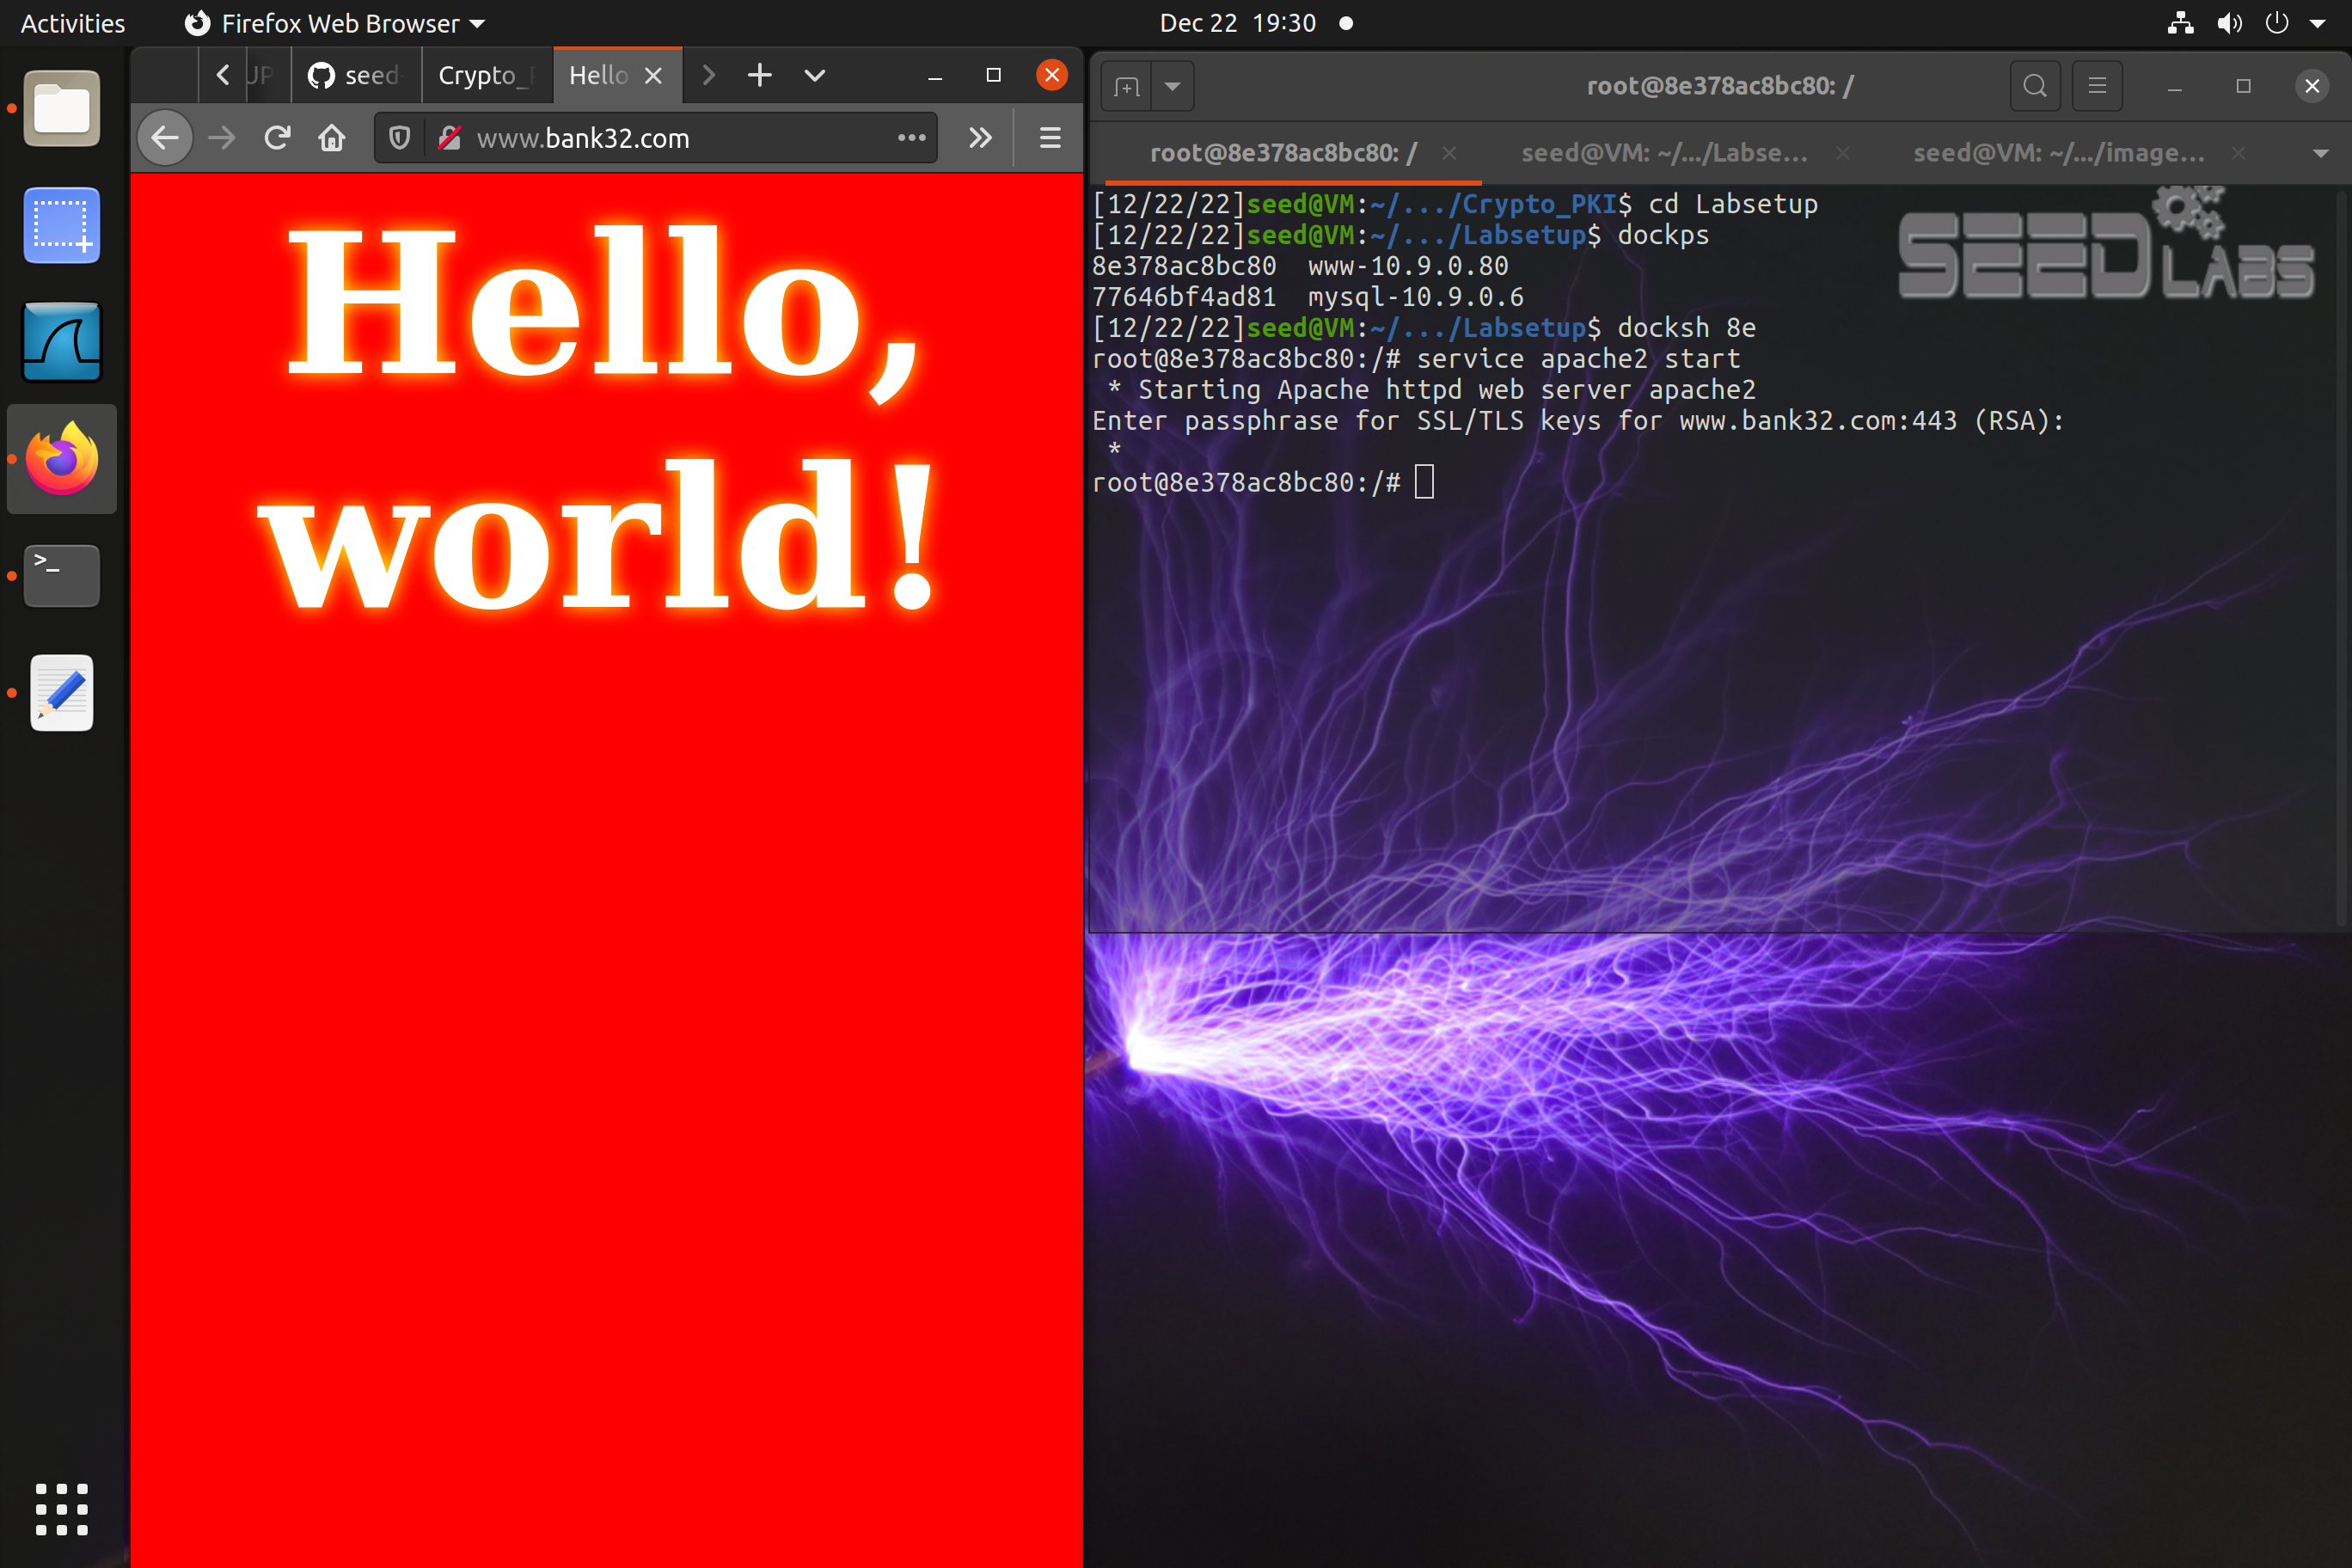 Activities
Firefox Web Browser
Dec 22 19:30
seed
Crypto_
Hello
www.bank32.com
Hello,
world!
root@8e378ac8bc80: /
root@8e378ac8bc80: /
seed@VM: ~/.../Labse...
seed@VM: ~/.../image...
[12/22/22]seed@VM:~/.../Crypto_PKI$ cd Labsetup
[12/22/22]seed@VM:~/.../Labsetup$ dockps
8e378ac8bc80  www-10.9.0.80
77646bf4ad81  mysql-10.9.0.6
[12/22/22]seed@VM:~/.../Labsetup$ docksh 8e
root@8e378ac8bc80:/# service apache2 start
 * Starting Apache httpd web server apache2
Enter passphrase for SSL/TLS keys for www.bank32.com:443 (RSA):
 *
root@8e378ac8bc80:/#
SEED LABS